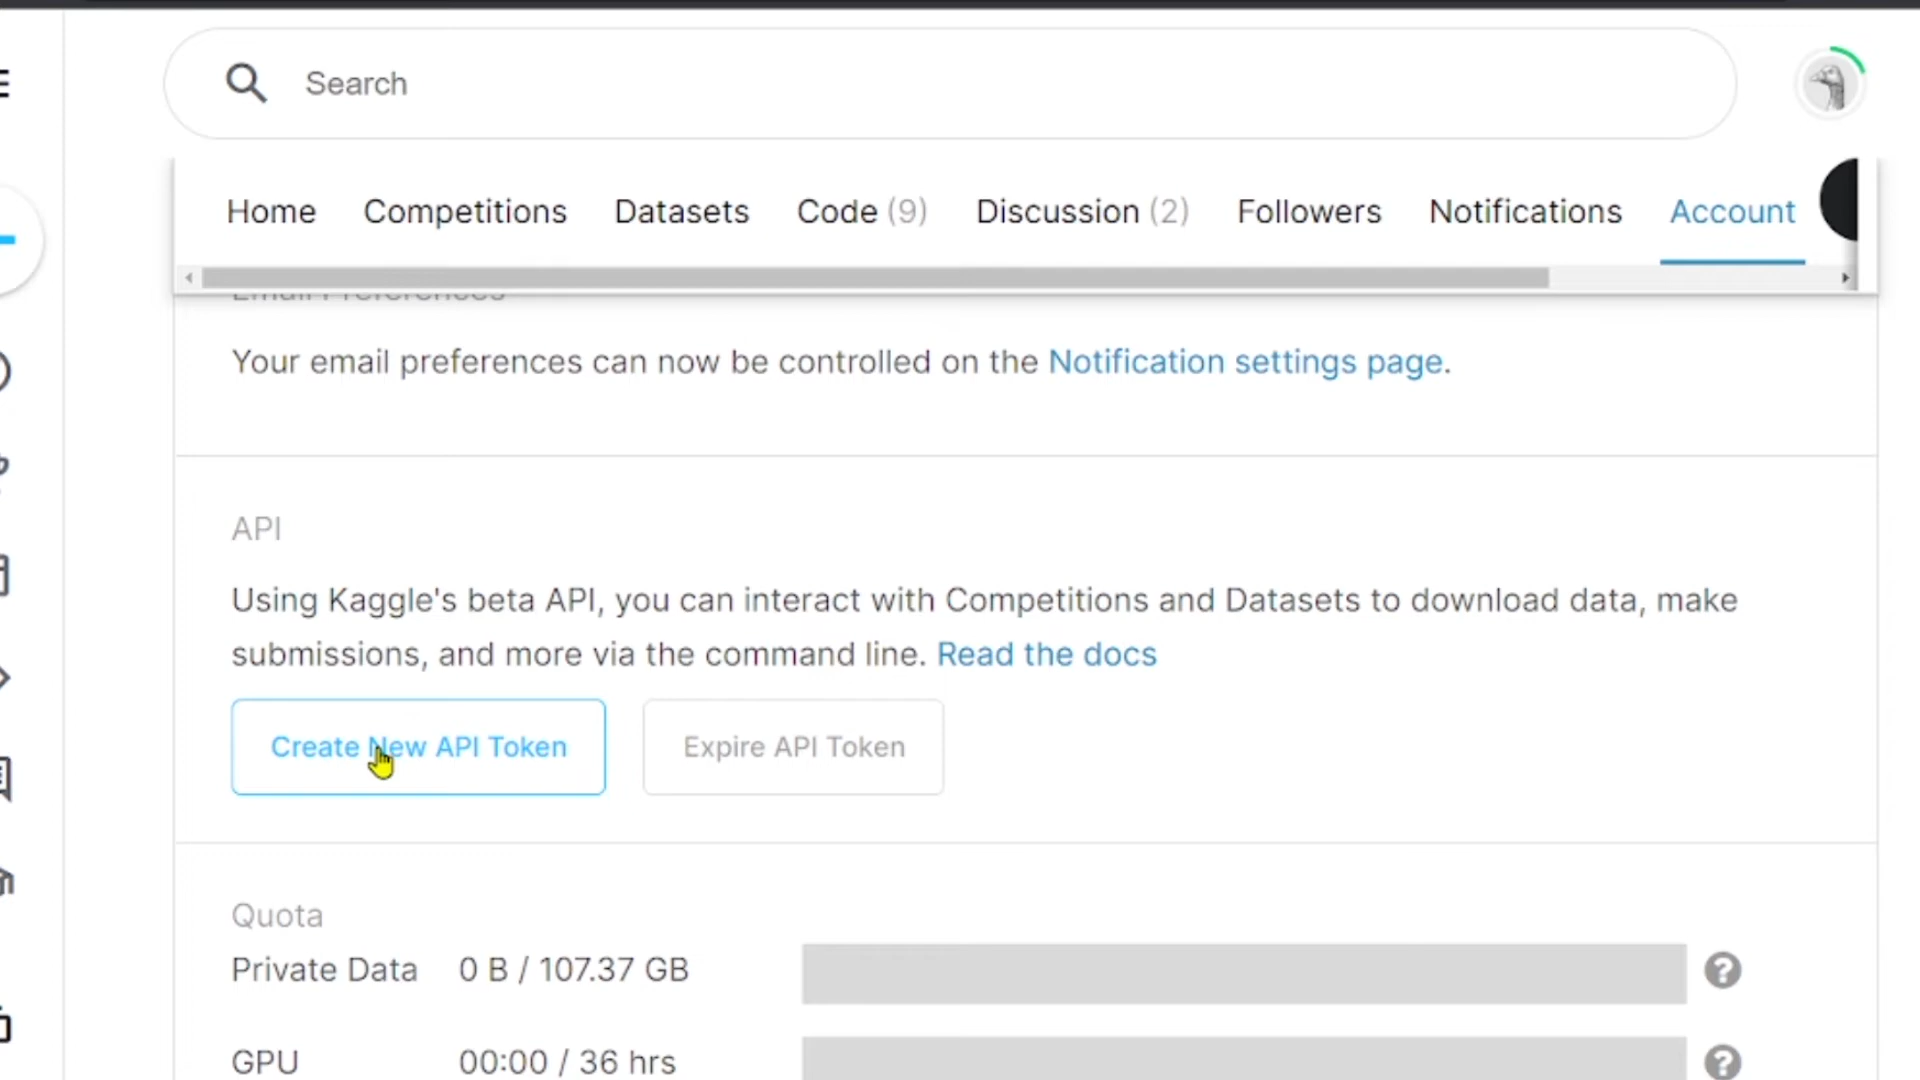 Search
Home Competitions Datasets Code (9) Discussion (2) Followers Notifications Account
Email Preferences
Your email preferences can now be controlled on the Notification settings page.
API
Using Kaggle's beta API, you can interact with Competitions and Datasets to download data, make
submissions, and more via the command line. Read the docs
Create New API Token Expire API Token
Quota
Private Data 0 B / 107.37 GB ?
GPU 00:00 / 36 hrs ?